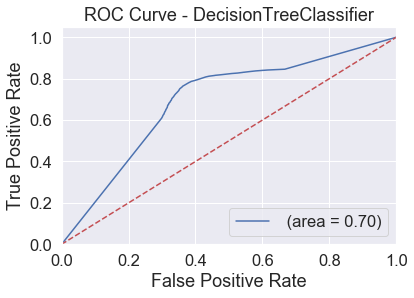 ROC Curve - DecisionTreeClassifier
True Positive Rate
1.0
0.8
0.6
0.4
0.2
0.0
(area = 0.70)
0.0 0.2 0.4 0.6 0.8 1.0
False Positive Rate